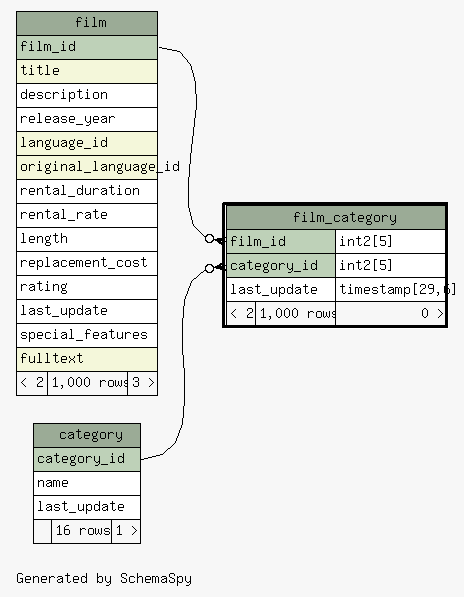 film
film_id
title
description
release_year
language_id
original_language_id
rental_duration
rental_rate
length
replacement_cost
rating
last_update
special_features
fulltext
< 2 1,000 rows 3 >
film_category
film_id int2[5]
category_id int2[5]
last_update timestamp[29,6]
< 2 1,000 rows 0 >
category
category_id
name
last_update
16 rows 1 >
Generated by SchemaSpy